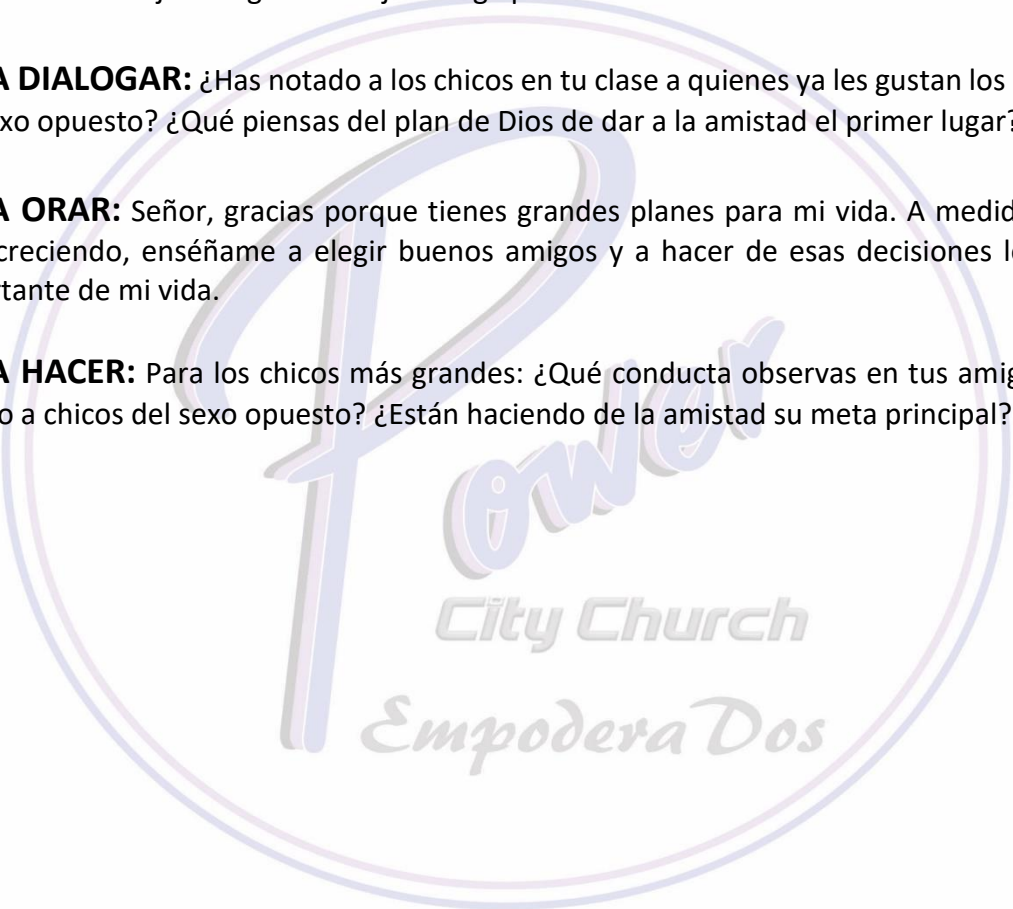 A DIALOGAR: ¿Has notado a los chicos en tu clase a quienes ya les gustan los
xo opuesto? ¿Qué piensas del plan de Dios de dar a la amistad el primer lugar?
A ORAR: Señor, gracias porque tienes grandes planes para mi vida. A medid
creciendo, enséñame a elegir buenos amigos y a hacer de esas decisiones l
tante de mi vida.
A HACER: Para los chicos más grandes: ¿Qué conducta observas en tus amig
o a chicos del sexo opuesto? ¿Están haciendo de la amistad su meta principal?
Power
City Church
EmpoderaDos